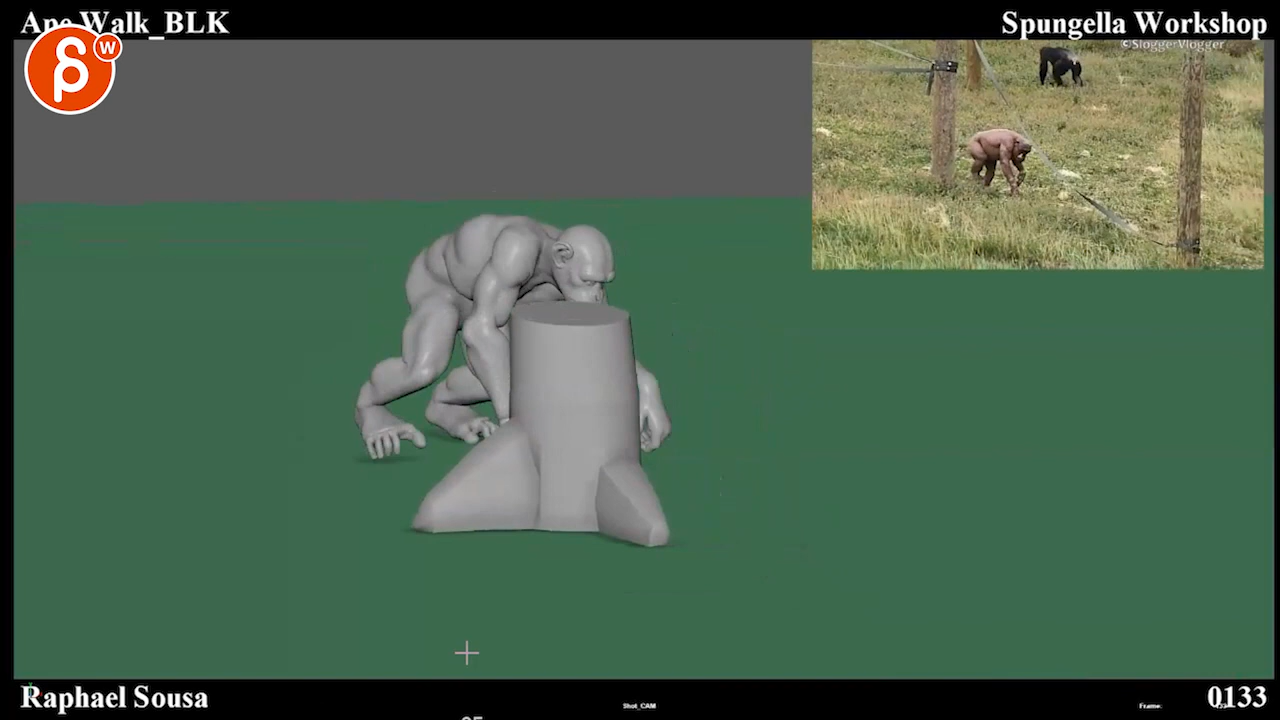 Ape Walk_BLK
Spungella Workshop
W
©SloggerVlogger
Raphael Sousa
Shot_CAM
Frame:
0133